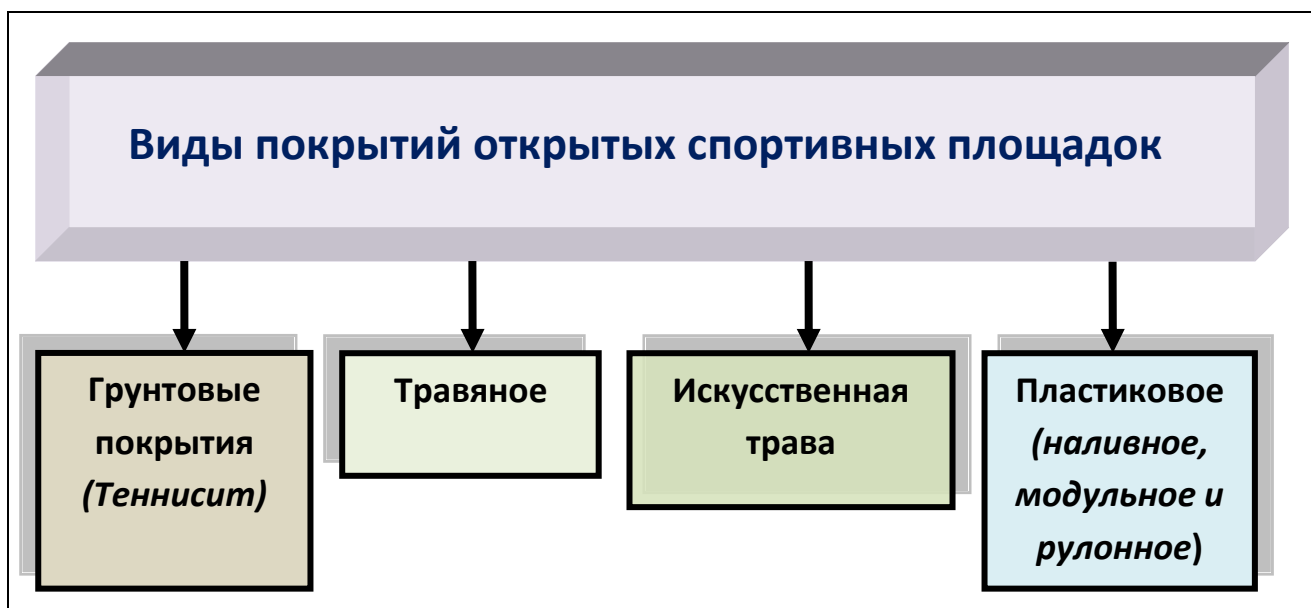 Виды покрытий открытых спортивных площадок
Грунтовые
покрытия
(Теннисит)
Травяное
Искусственная
трава
Пластиковое
(наливное,
модульное и
рулонное)